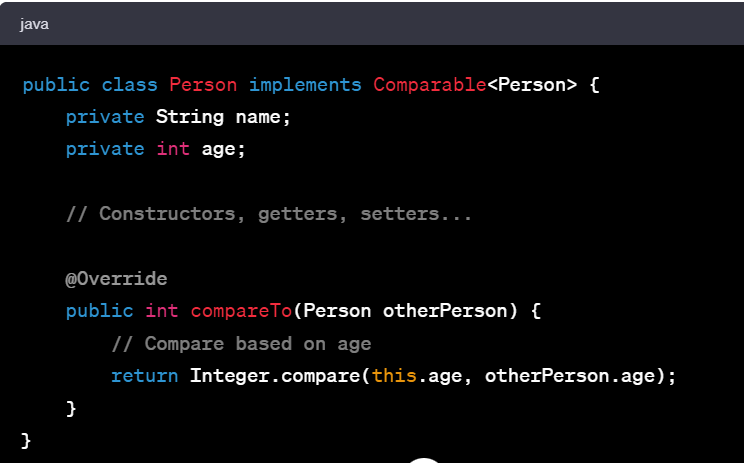 java
public class Person implements Comparable<Person> {
    private String name;
    private int age;

    // Constructors, getters, setters...

    @Override
    public int compareTo(Person otherPerson) {
        // Compare based on age
        return Integer.compare(this.age, otherPerson.age);
    }
}